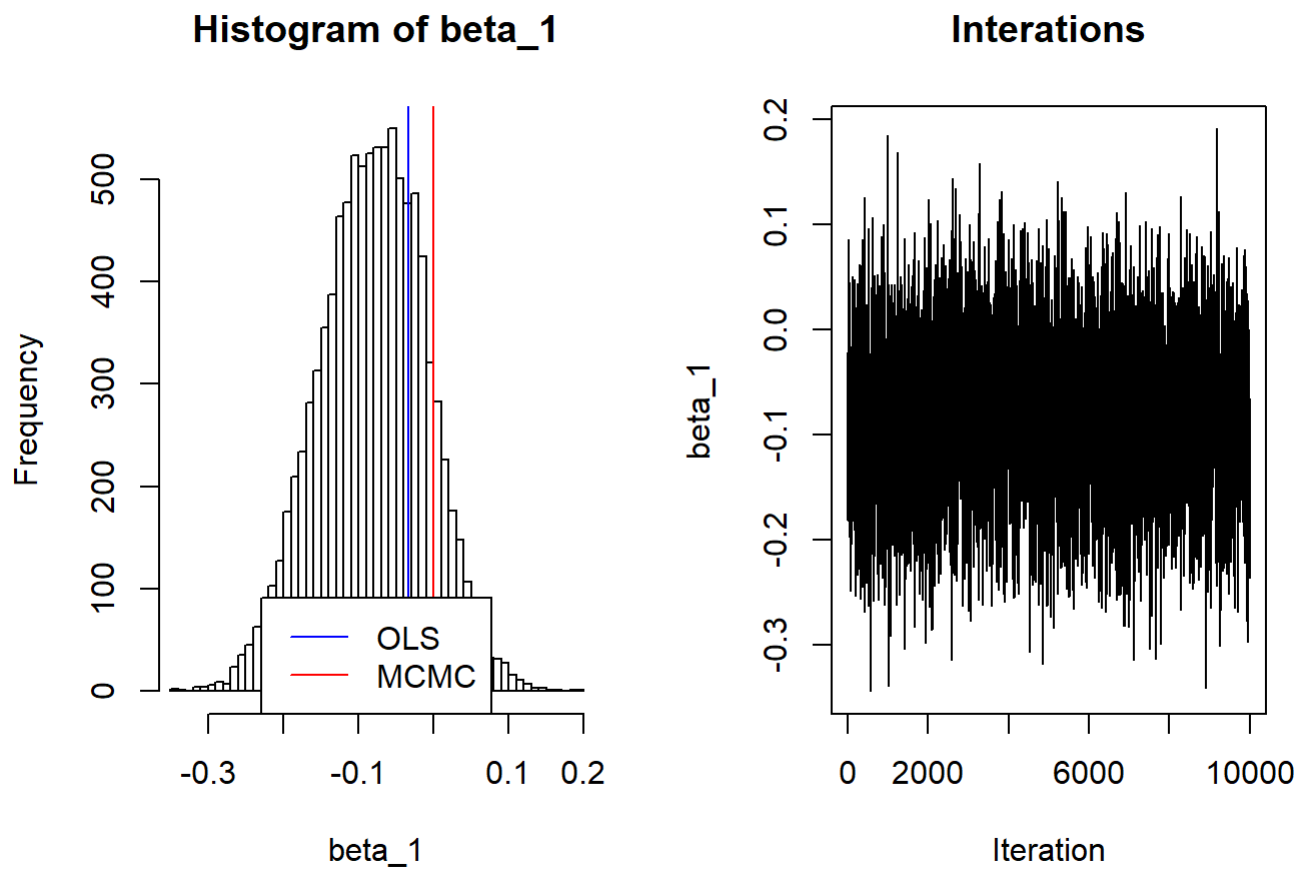 Histogram of beta_1
Frequency
0 100 200 300 400 500
OLS
MCMC
-0.3 -0.1 0.1 0.2
beta_1
Interations
beta_1
-0.3 -0.2 -0.1 0.0 0.1 0.2
0 2000 6000 10000
Iteration